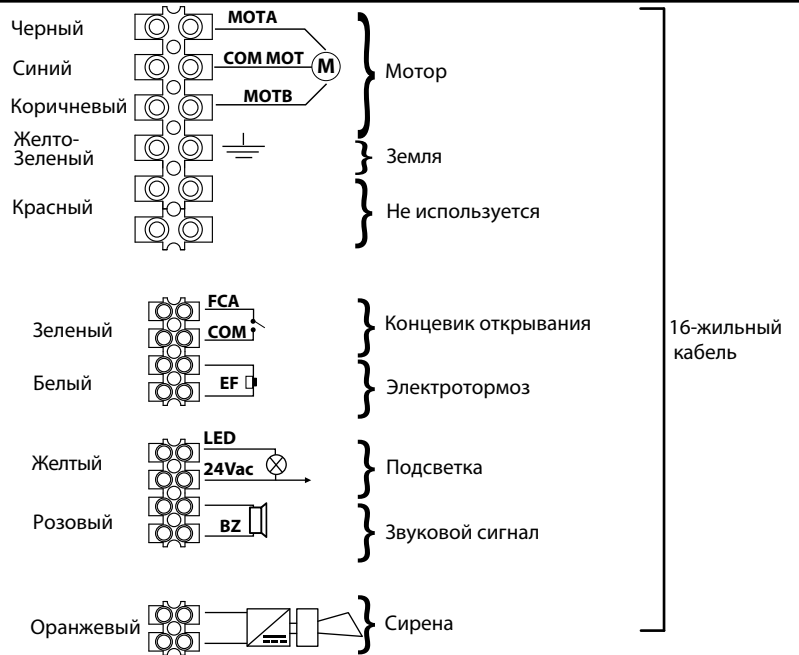 Черный MOTA
Синий COM MOT M Мотор
Коричневый MOTB
Желто-
Зеленый Земля
Красный Не используется
FCA
Зеленый COM Концевик открывания
Белый EF Электротормоз
LED
Желтый 24Vac Подсветка
Розовый BZ Звуковой сигнал
Оранжевый Сирена
16-жильный
кабель